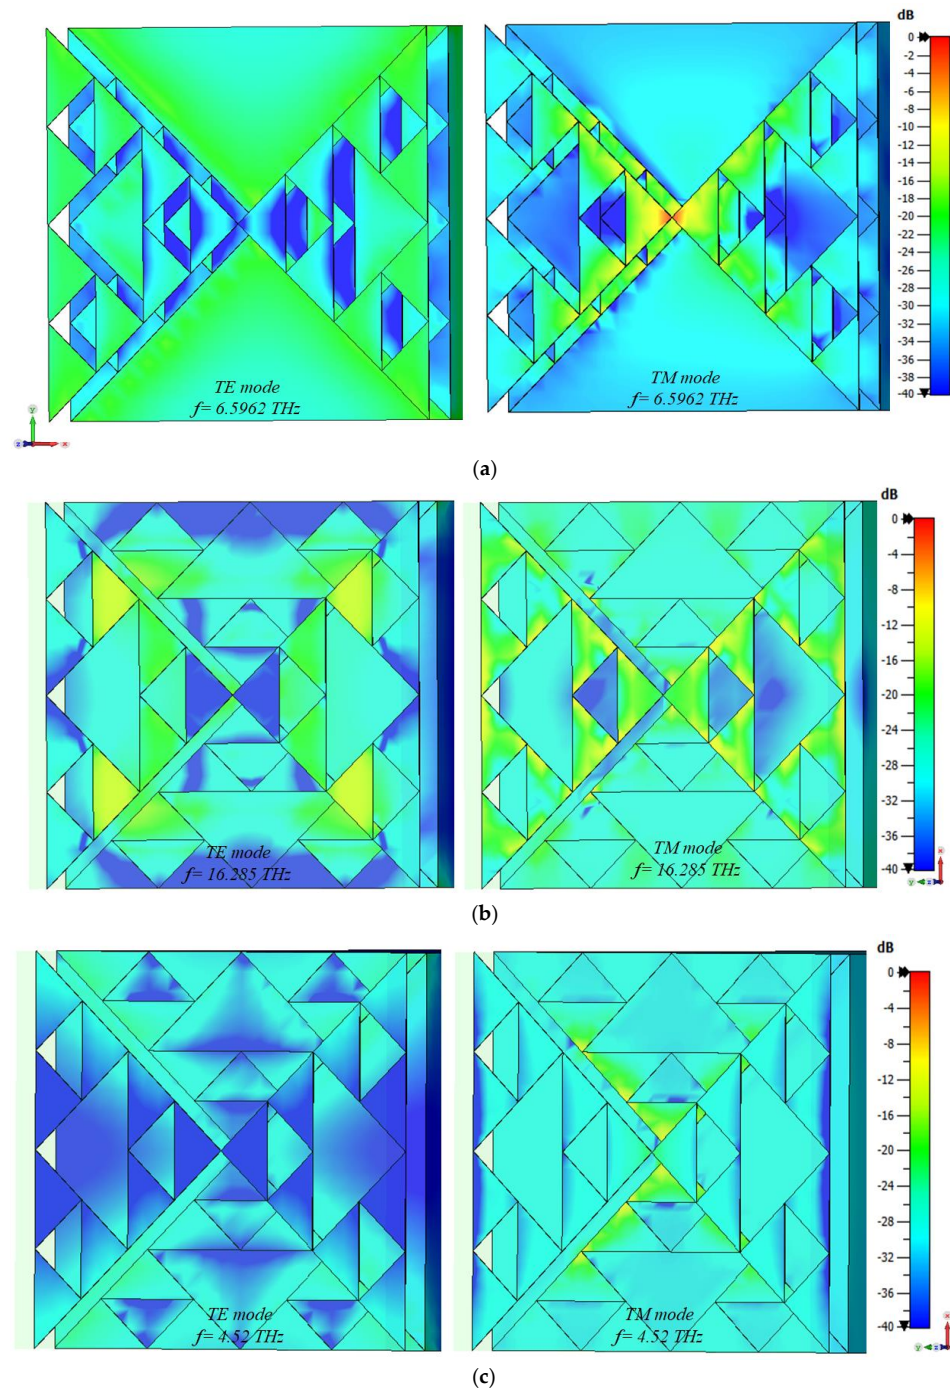 dB
0
-2
-4
-6
-8
-10
-12
-14
-16
-18
-20
-22
-24
-26
-28
-30
-32
-34
-36
-38
-40
TE mode
f= 6.5962 THz
TM mode
f= 6.5962 THz
Y
Z
X
(a)
dB
0
-4
-8
-12
-16
-20
-24
-28
-32
-36
-40
TE mode
f= 16.285 THz
TM mode
f= 16.285 THz
X
Y
Z
(b)
dB
0
-4
-8
-12
-16
-20
-24
-28
-32
-36
-40
TE mode
f= 4.52 THz
TM mode
f= 4.52 THz
X
Y
Z
(c)